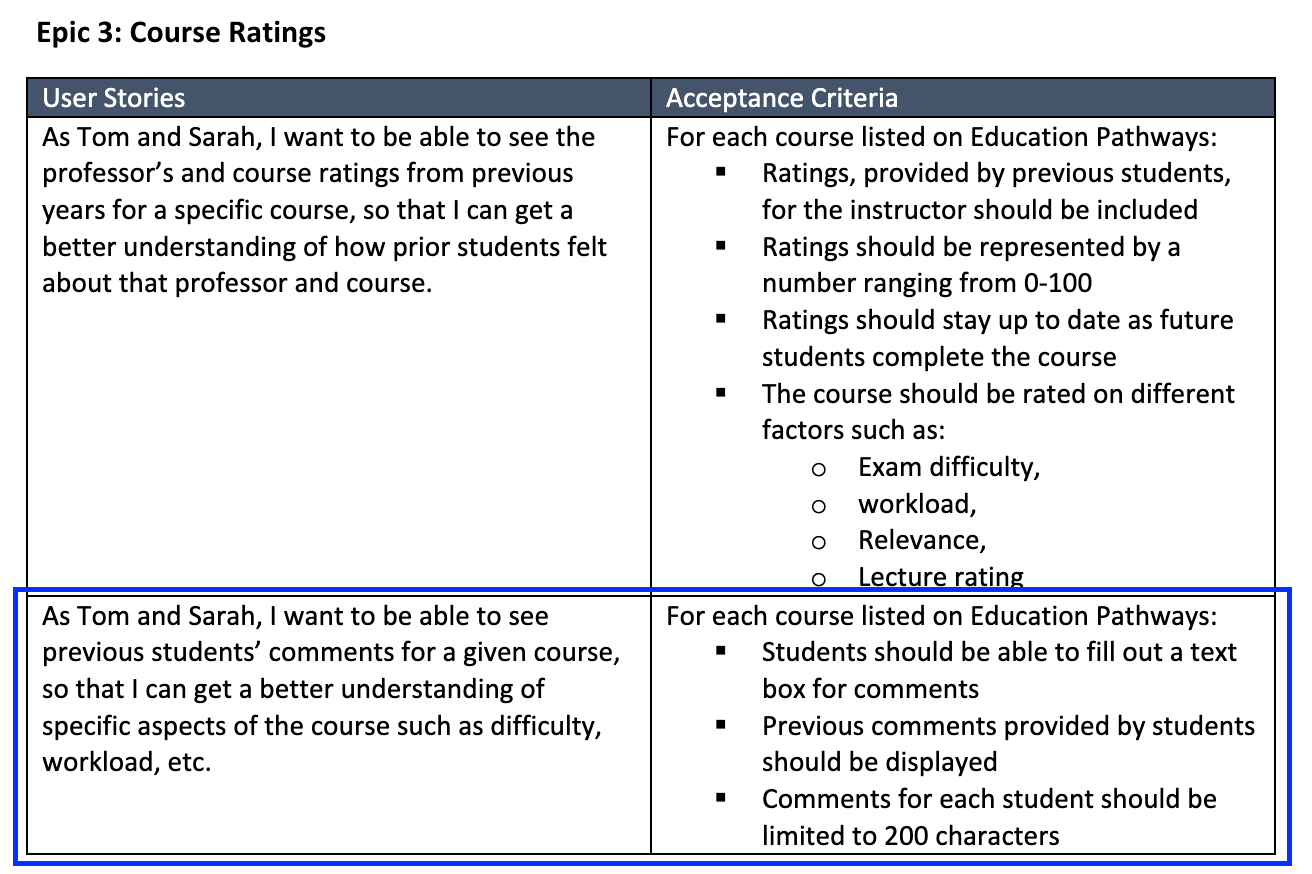 Epic 3: Course Ratings
User Stories
Acceptance Criteria
As Tom and Sarah, I want to be able to see the
professor’s and course ratings from previous
years for a specific course, so that I can get a
better understanding of how prior students felt
about that professor and course.
For each course listed on Education Pathways:
▪ Ratings, provided by previous students,
for the instructor should be included
▪ Ratings should be represented by a
number ranging from 0-100
▪ Ratings should stay up to date as future
students complete the course
▪ The course should be rated on different
factors such as:
o Exam difficulty,
o workload,
o Relevance,
o Lecture rating
As Tom and Sarah, I want to be able to see
previous students’ comments for a given course,
so that I can get a better understanding of
specific aspects of the course such as difficulty,
workload, etc.
For each course listed on Education Pathways:
▪ Students should be able to fill out a text
box for comments
▪ Previous comments provided by students
should be displayed
▪ Comments for each student should be
limited to 200 characters